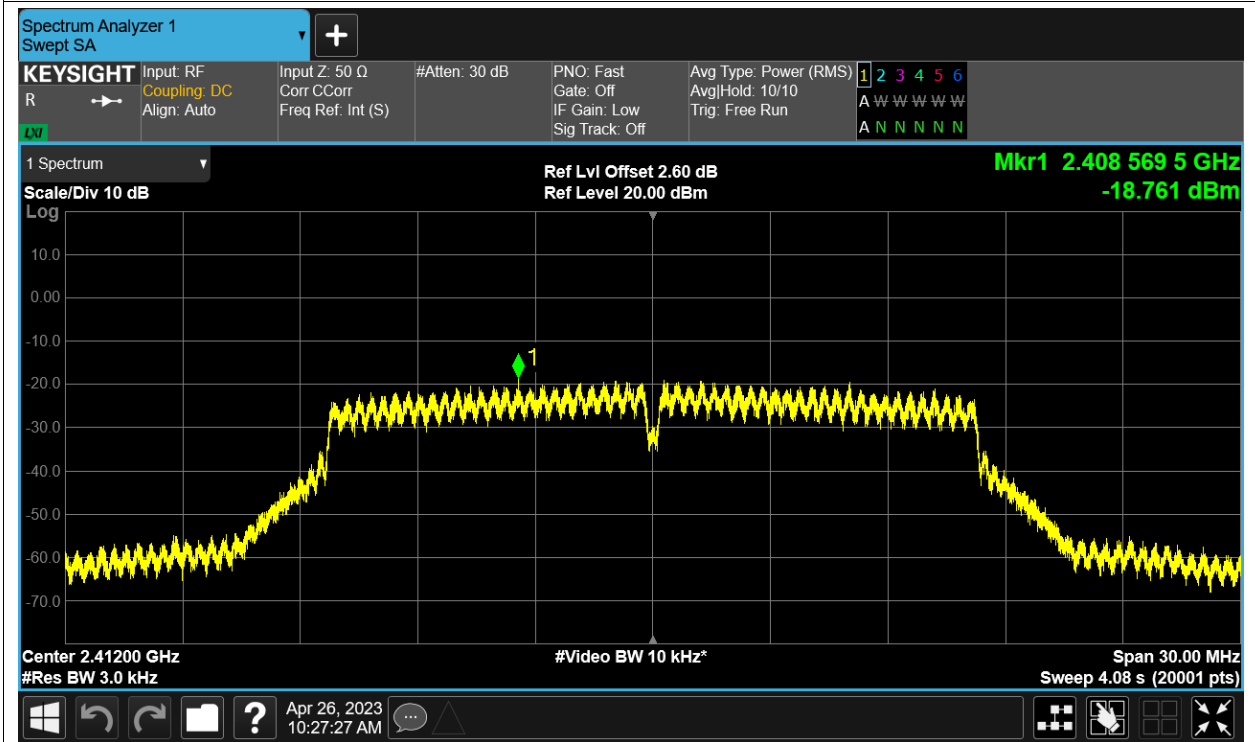 Spectrum Analyzer 1
Swept SA
+
KEYSIGHT
R
LXI
Input: RF
Coupling: DC
Align: Auto
Input Z: 50 Ω
Corr CCorr
Freq Ref: Int (S)
#Atten: 30 dB
PNO: Fast
Gate: Off
IF Gain: Low
Sig Track: Off
Avg Type: Power (RMS)
Avg|Hold: 10/10
Trig: Free Run
1 2 3 4 5 6
A W W W W W
A N N N N N
1 Spectrum
Scale/Div 10 dB
Log
Ref Lvl Offset 2.60 dB
Ref Level 20.00 dBm
Mkr1 2.408 569 5 GHz
-18.761 dBm
10.0
0.00
-10.0
1
-20.0
-30.0
-40.0
-50.0
-60.0
-70.0
Center 2.41200 GHz
#Res BW 3.0 kHz
#Video BW 10 kHz*
Span 30.00 MHz
Sweep 4.08 s (20001 pts)
?
Apr 26, 2023
10:27:27 AM